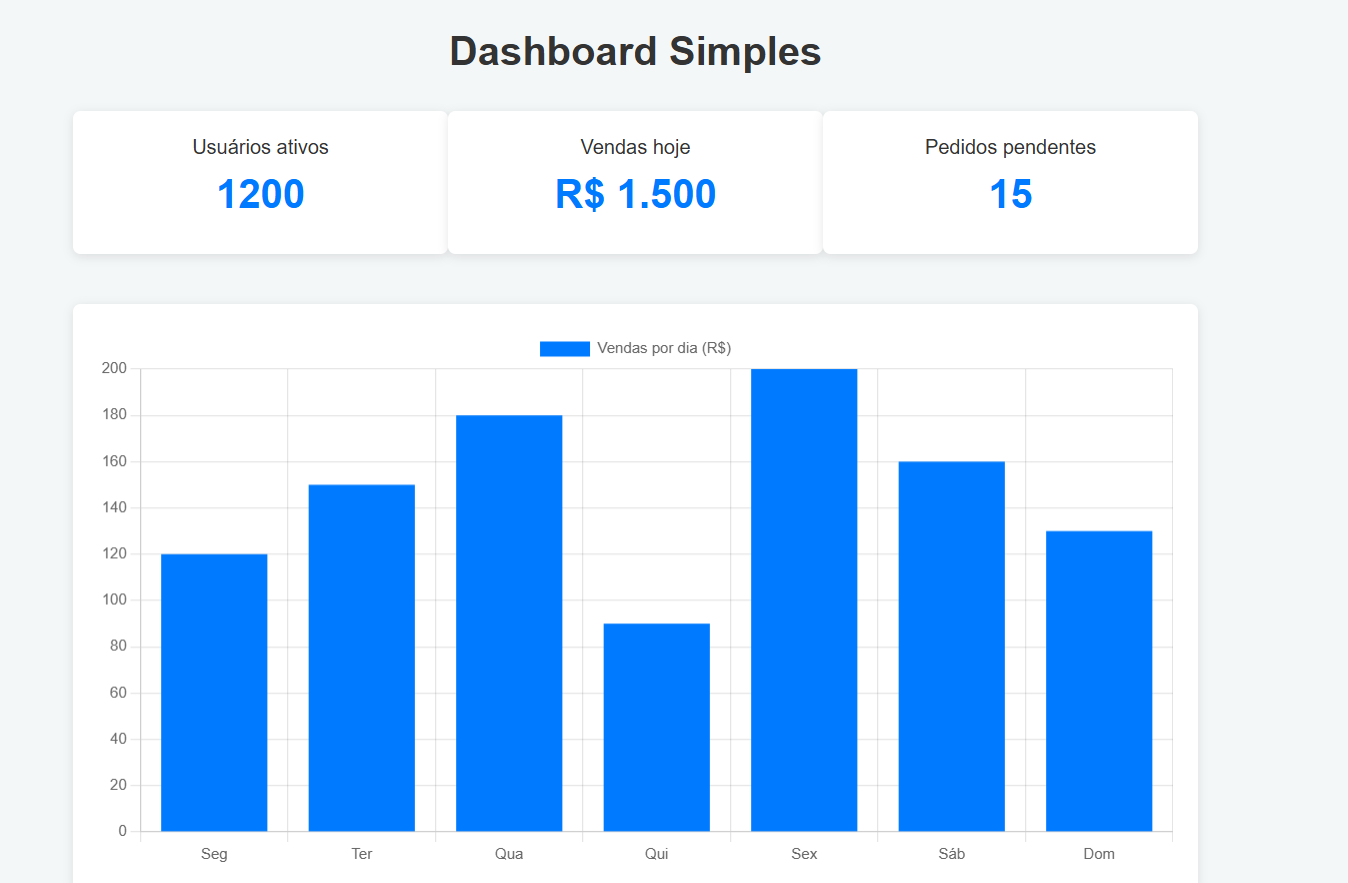 Dashboard Simples
Usuários ativos
1200
Vendas hoje
R$ 1.500
Pedidos pendentes
15
Vendas por dia (R$)
200
180
160
140
120
100
80
60
40
20
0
Seg Ter Qua Qui Sex Sáb Dom